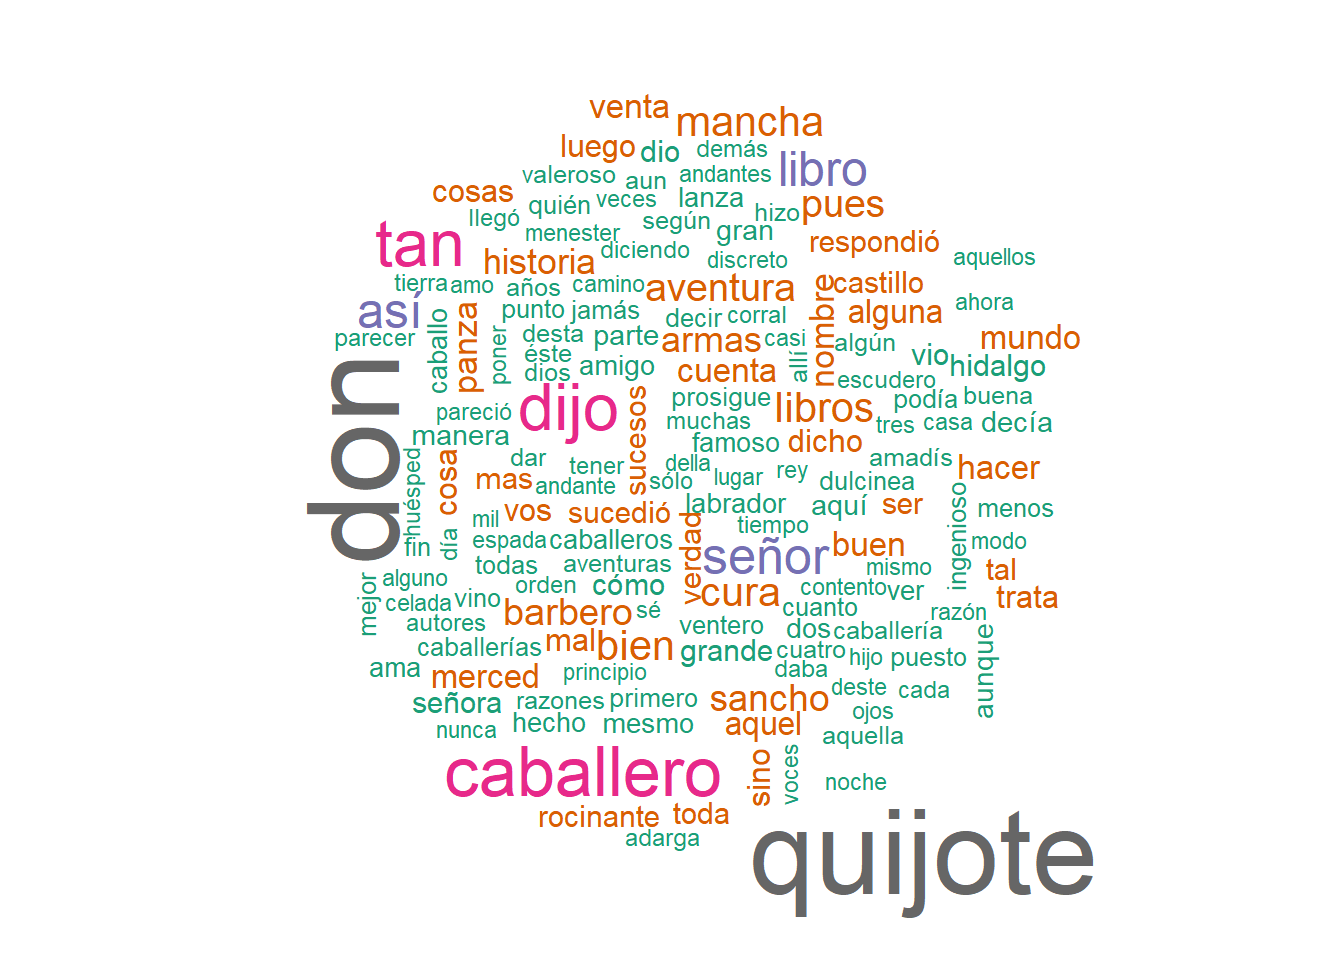 venta
mancha
luego
dio
demás
libro
valeroso
aun
andantes
cosas
quién
veces
lanza
pues
llegó
menester
según
hizo
gran
respondió
tan
diciendo
historia
discreto
aquellos
tierra
amo
años
camino
aventura
castillo
nombre
ahora
así
caballo
panza
punto
jamás
decir
corral
alguna
parecer
poner
desta
parte
armas
casi
algún
mundo
éste
allí
vio
hidalgo
dios
amigo
cuenta
escudero
don
dijo
sucesos
prosigue
libros
podía
buena
pareció
muchas
tres
casa
decía
manera
famoso
dicho
huésped
cosa
dar
tener
della
amadís
hacer
mas
andante
sólo
lugar
rey
dulcinea
mil
vos
sucedió
labrador
aquí
ser
ingenioso
menos
tiempo
fin
día
espada
caballeros
verdad
señor
buen
modo
todas
aventuras
mismo
tal
mejor
alguno
orden
cómo
cura
contento
ver
trata
celada
vino
barbero
sé
cuanto
razón
autores
ventero
dos
caballería
caballerías
mal
bien
grande
cuatro
hijo
puesto
aunque
ama
merced
principio
daba
señora
razones
primero
sancho
deste
cada
nunca
hecho
mesmo
aquel
ojos
aquella
caballero
sino
voces
noche
rocinante
toda
adarga
quijote